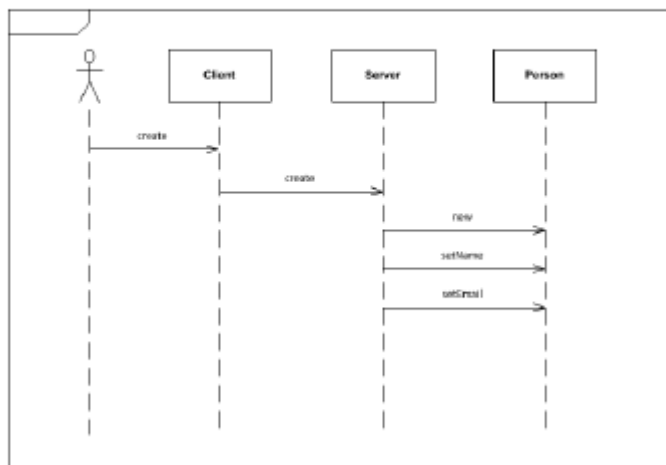 Client
Server
Person
create
create
new
setName
setEmail